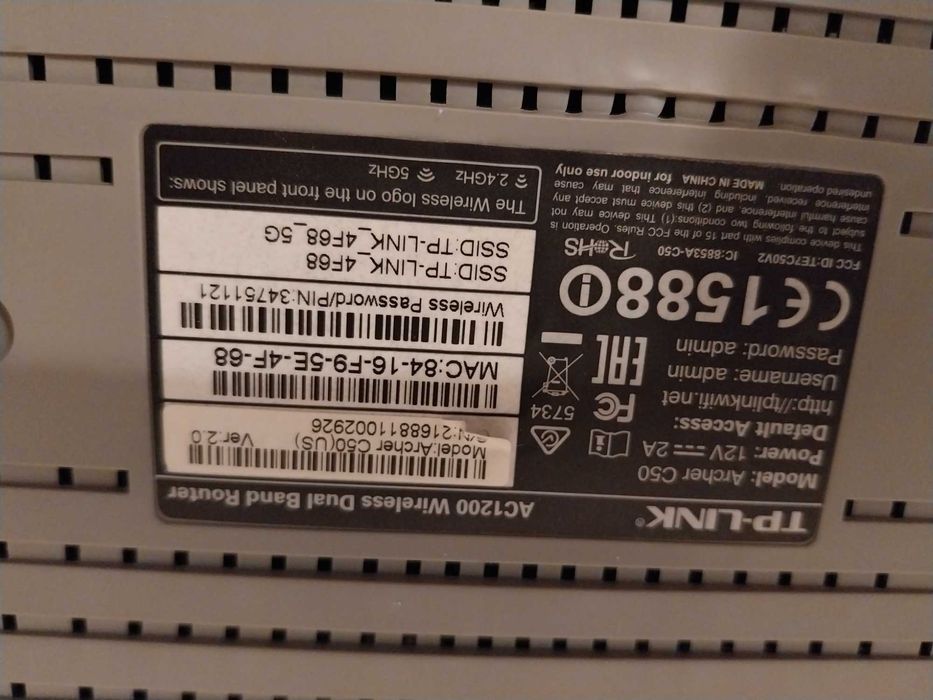 TP-LINK®
AC1200 Wireless Dual Band Router
Model: Archer C50
Power: 12V 2A
Default Access:
http://tplinkwifi.net
Username: admin
Password: admin
5734
FC
EAC
CE1588
FCC ID:TE7C50V2
IC:8853A-C50
RoHS
This device complies with part 15 of the FCC Rules. Operation is
subject to the following two conditions:(1) This device may not
cause harmful interference, and (2) this device must accept any
interference received, including interference that may cause
undesired operation. MADE IN CHINA for indoor use only
Model:Archer C50(US) Ver:2.0
S/N:2168811002926
MAC:84-16-F9-5E-4F-68
Wireless Password/PIN:34751121
SSID:TP-LINK_4F68
SSID:TP-LINK_4F68_5G
The Wireless logo on the front panel shows:
2.4GHz 5GHz